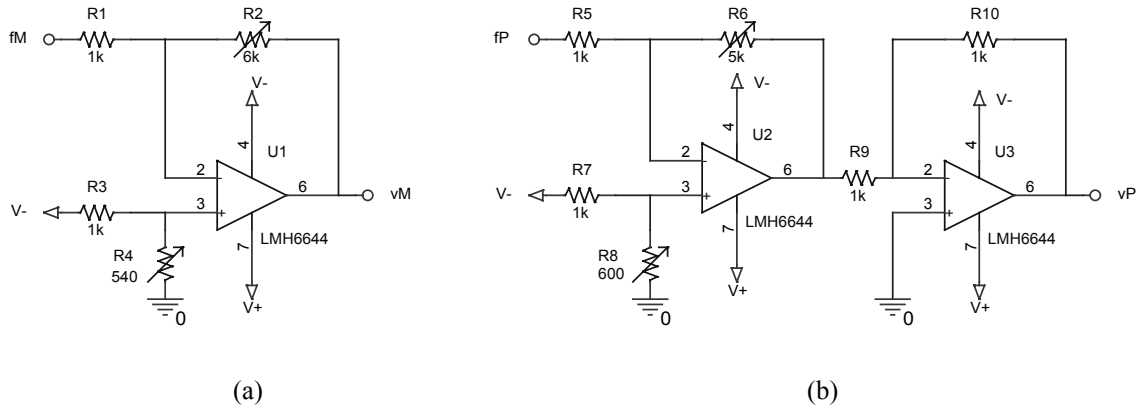 R1
R2
fM
1k
6k
V-
4
U1
2
6
vM
R3
3
V-
1k
LMH6644
R4
540
7
V+
0
(a)
R5
R6
R10
fP
1k
5k
1k
V-
V-
4
U2
4
U3
2
R9
2
R7
6
6
vP
3
3
V-
1k
1k
LMH6644
LMH6644
R8
600
7
7
V+
V+
0
0
(b)